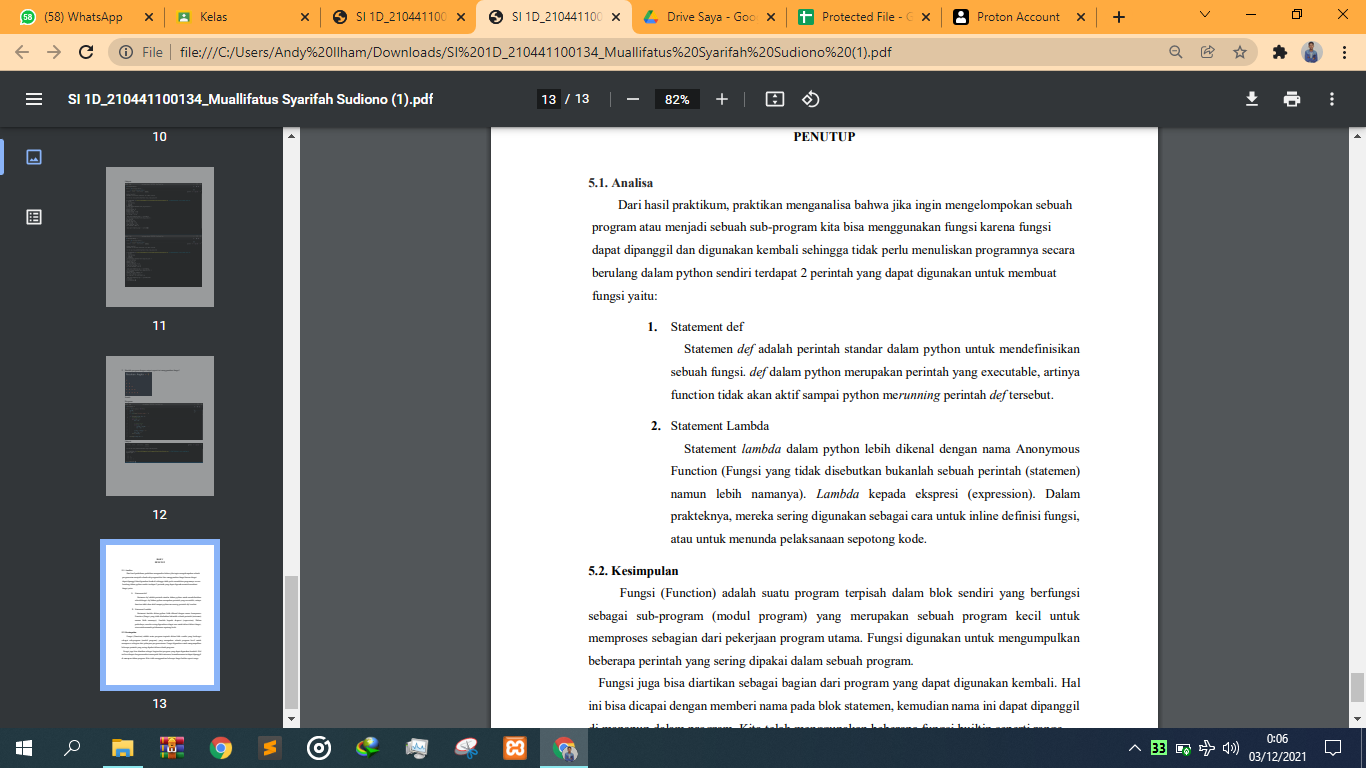 (58) WhatsApp
Kelas
SI 1D_210441100
SI 1D_210441100
Drive Saya - Goo
Protected File - G
Proton Account
File
file:///C:/Users/Andy%20Ilham/Downloads/SI%201D_210441100134_Muallifatus%20Syarifah%20Sudiono%20(1).pdf
SI 1D_210441100134_Muallifatus Syarifah Sudiono (1).pdf
13 / 13
82%
10
11
12
13
PENUTUP
5.1. Analisa
Dari hasil praktikum, praktikan menganalisa bahwa jika ingin mengelompokan sebuah
program atau menjadi sebuah sub-program kita bisa menggunakan fungsi karena fungsi
dapat dipanggil dan digunakan kembali sehingga tidak perlu menuliskan programnya secara
berulang dalam python sendiri terdapat 2 perintah yang dapat digunakan untuk membuat
fungsi yaitu:
1. Statement def
Statemen def adalah perintah standar dalam python untuk mendefinisikan
sebuah fungsi. def dalam python merupakan perintah yang executable, artinya
function tidak akan aktif sampai python merunning perintah def tersebut.
2. Statement Lambda
Statement lambda dalam python lebih dikenal dengan nama Anonymous
Function (Fungsi yang tidak disebutkan bukanlah sebuah perintah (statemen)
namun lebih namanya). Lambda kepada ekspresi (expression). Dalam
prakteknya, mereka sering digunakan sebagai cara untuk inline definisi fungsi,
atau untuk menunda pelaksanaan sepotong kode.
5.2. Kesimpulan
Fungsi (Function) adalah suatu program terpisah dalam blok sendiri yang berfungsi
sebagai sub-program (modul program) yang merupakan sebuah program kecil untuk
memproses sebagian dari pekerjaan program utama. Fungsi digunakan untuk mengumpulkan
beberapa perintah yang sering dipakai dalam sebuah program.
Fungsi juga bisa diartikan sebagai bagian dari program yang dapat digunakan kembali. Hal
ini bisa dicapai dengan memberi nama pada blok statemen, kemudian nama ini dapat dipanggil
33
0:06
03/12/2021